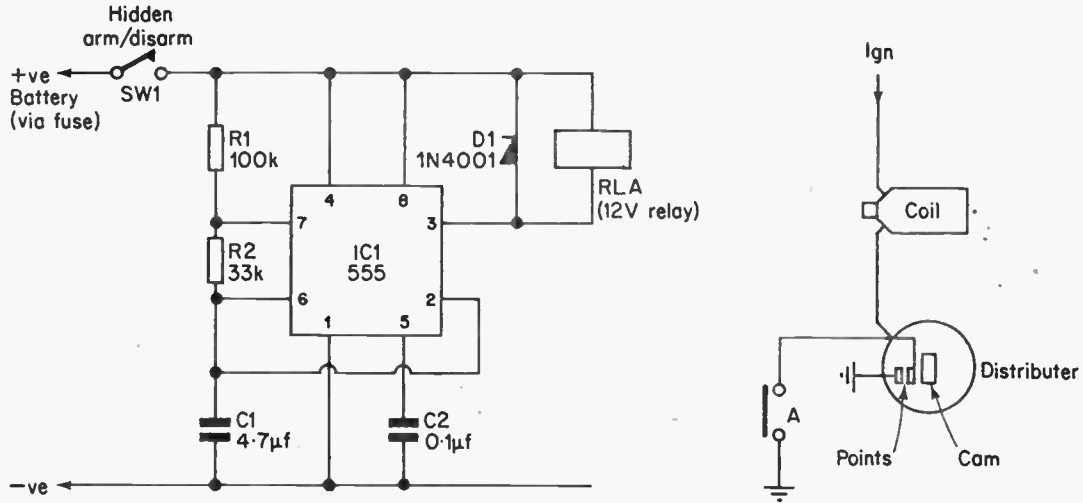 Hidden
arm/disarm
+ve
Battery
(via fuse)
SW1
R1
100k
D1
1N4001
RLA
(12V relay)
4
8
7
3
R2
33k
IC1
555
6
2
1
5
C1
4·7µf
C2
0·1µf
-ve
Ign
Coil
Distributer
A
Points
Cam